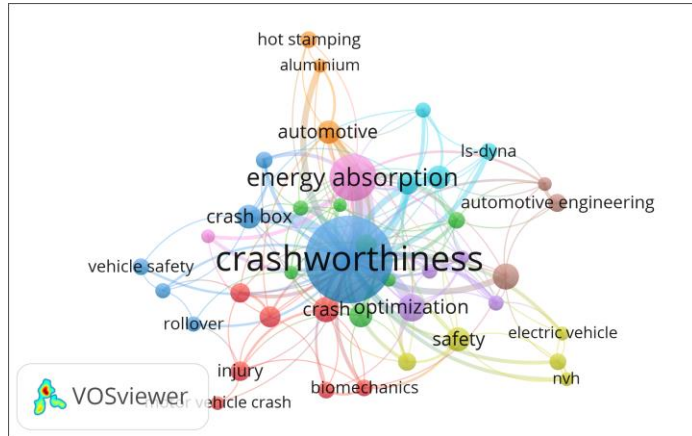 hot stamping
aluminium
automotive
ls-dyna
energy absorption
automotive engineering
crash box
crashworthiness
vehicle safety
crash optimization
rollover
safety
electric vehicle
injury
biomechanics
nvh
VOSviewer
vehicle crash